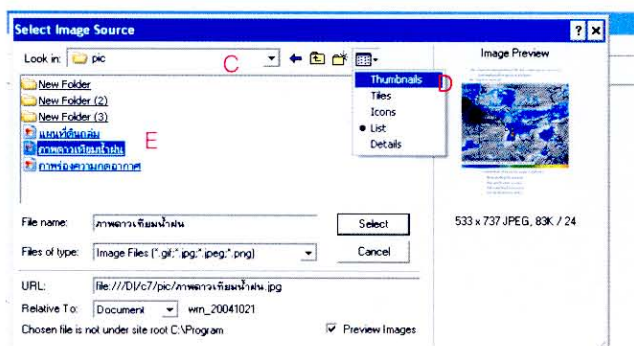 Select Image Source
Look in: pic
C
Image Preview
New Folder
New Folder (2)
New Folder (3)
แผนที่ดินถล่ม
ภาพดาวเทียมน้ำฝน
ภาพร่องความกดอากาศ
E
Thumbnails
D
Tiles
Icons
List
Details
File name: ภาพดาวเทียมน้ำฝน
Select
533 x 737 JPEG, 83K / 24
Files of type: Image Files (*.gif;*.jpg;*.jpeg;*.png)
Cancel
URL: file:///D|/c7/pic/ภาพดาวเทียมน้ำฝน.jpg
Relative To: Document wrn_20041021
Chosen file is not under site root C:\Program
Preview Images